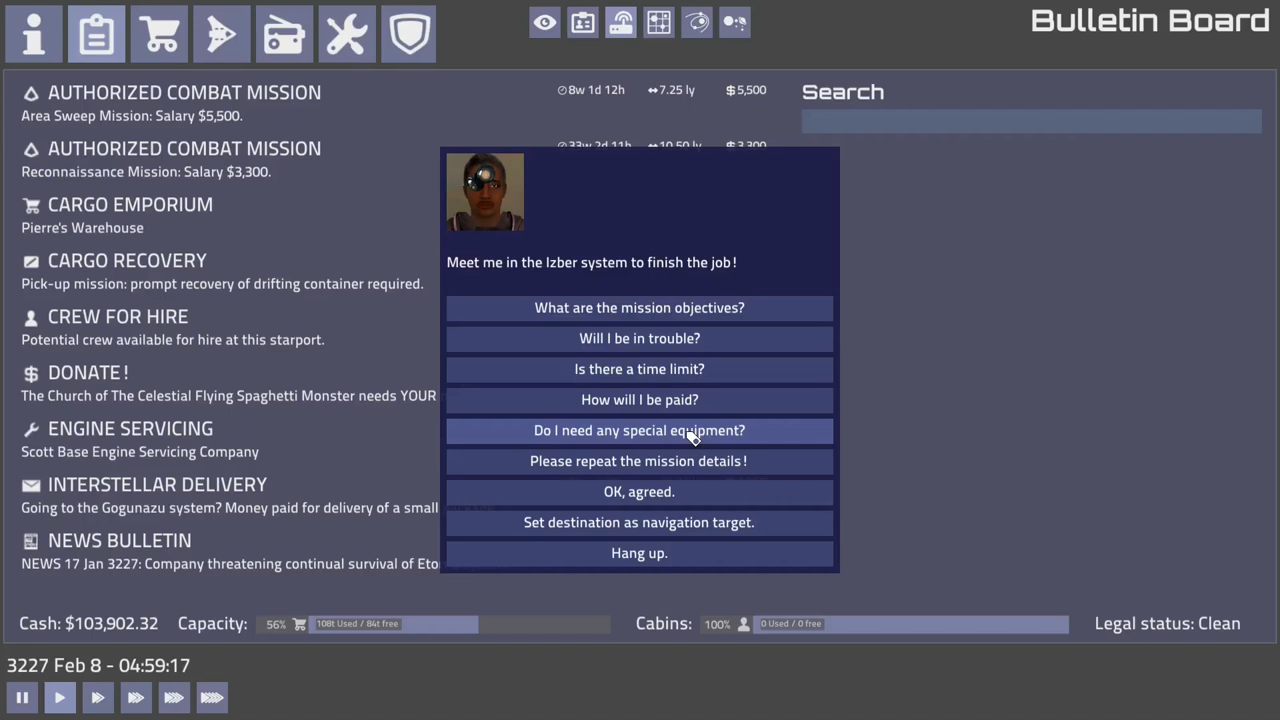 Bulletin Board
AUTHORIZED COMBAT MISSION
8w 1d 12h
7.25 ly
$5,500
Area Sweep Mission: Salary $5,500.
Search
AUTHORIZED COMBAT MISSION
33w 2d 11h
10.50 ly
$3,300
Reconnaissance Mission: Salary $3,300.
CARGO EMPORIUM
Pierre's Warehouse
CARGO RECOVERY
Pick-up mission: prompt recovery of drifting container required.
CREW FOR HIRE
Potential crew available for hire at this starport.
DONATE!
The Church of The Celestial Flying Spaghetti Monster needs YOUR
ENGINE SERVICING
Scott Base Engine Servicing Company
INTERSTELLAR DELIVERY
Going to the Gogunazu system? Money paid for delivery of a small
NEWS BULLETIN
NEWS 17 Jan 3227: Company threatening continual survival of Eto
Meet me in the Izber system to finish the job!
What are the mission objectives?
Will I be in trouble?
Is there a time limit?
How will I be paid?
Do I need any special equipment?
Please repeat the mission details!
OK, agreed.
Set destination as navigation target.
Hang up.
Cash: $103,902.32
Capacity:
56%
108t Used / 84t free
Cabins:
100%
0 Used / 0 free
Legal status: Clean
3227 Feb 8 - 04:59:17